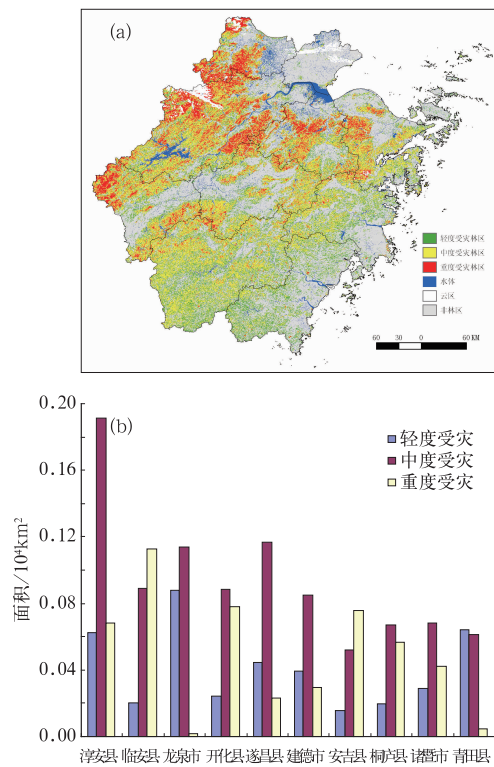 (a)
轻度受灾林区
中度受灾林区
重度受灾林区
水体
云区
非林区
60 30 0 60 KM
(b)
轻度受灾
中度受灾
重度受灾
面积/10⁴km²
0.20
0.16
0.12
0.08
0.04
0.00
淳安县 临安县 龙泉市 开化县 遂昌县 建德市 安吉县 桐庐县 诸暨市 青田县